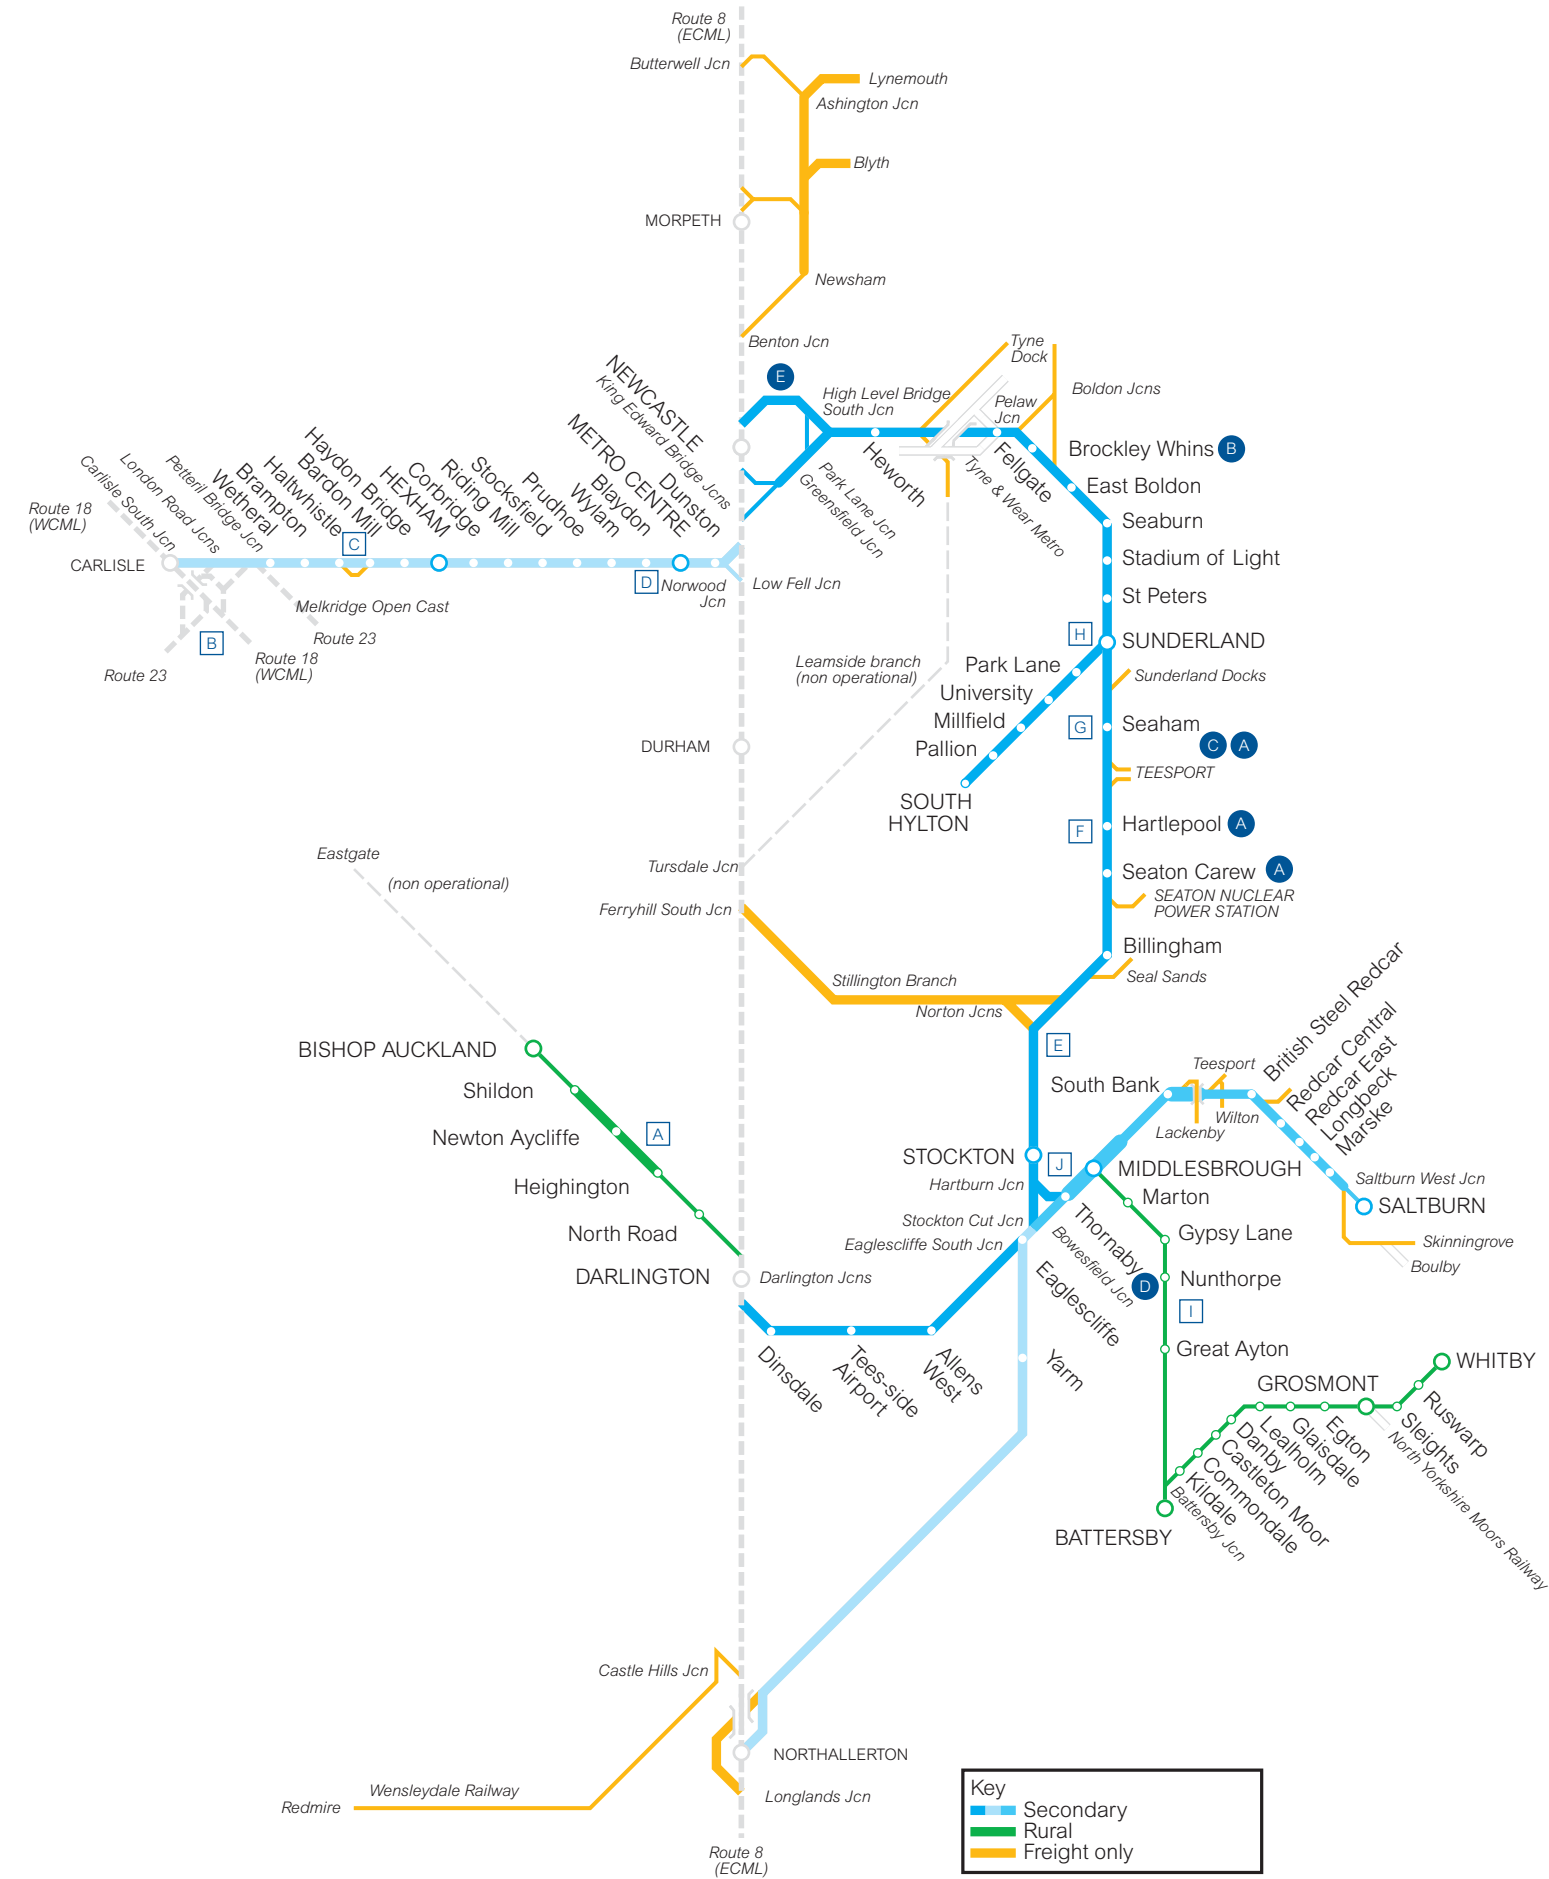 Route 8
(ECML)
Butterwell Jcn
Lynemouth
Ashington Jcn
Blyth
MORPETH
Newsham
Benton Jcn
Tyne
Dock
E
NEWCASTLE
King Edward Bridge Jcns
High Level Bridge
South Jcn
Pelaw
Jcn
Boldon Jcns
Brockley Whins
B
Heworth
Fellgate
Tyne & Wear Metro
East Boldon
Park Lane Jcn
Greensfield Jcn
Seaburn
Stadium of Light
St Peters
H
SUNDERLAND
Route 18
(WCML)
Carlisle South Jcn
London Road Jcns
Petteril Bridge Jcn
Wetheral
Brampton
Haltwhistle
Bardon Mill
Haydon Bridge
HEXHAM
Corbridge
Riding Mill
Stocksfield
Prudhoe
Wylam
Blaydon
METRO CENTRE
Dunston
C
CARLISLE
D
Norwood
Jcn
Low Fell Jcn
Melkridge Open Cast
Route 23
B
Route 18
(WCML)
Route 23
Leamside branch
(non operational)
Park Lane
University
Millfield
Pallion
SOUTH
HYLTON
Sunderland Docks
G
Seaham
C
A
TEESPORT
DURHAM
F
Hartlepool
A
Seaton Carew
A
SEATON NUCLEAR
POWER STATION
Eastgate
(non operational)
Tursdale Jcn
Ferryhill South Jcn
Billingham
Seal Sands
Stillington Branch
Norton Jcns
E
BISHOP AUCKLAND
Shildon
Newton Aycliffe
A
Heighington
North Road
DARLINGTON
Darlington Jcns
South Bank
Teesport
Wilton
Lackenby
British Steel Redcar
Redcar Central
Redcar East
Longbeck
Marske
Saltburn West Jcn
SALTBURN
Skinningrove
Boulby
STOCKTON
J
MIDDLESBROUGH
Hartburn Jcn
Marton
Stockton Cut Jcn
Eaglescliffe South Jcn
Thornaby
Bowesfield Jcn
D
Eaglescliffe
Gypsy Lane
Nunthorpe
I
Great Ayton
Dinsdale
Tees-side
Airport
Allens
West
Yarm
WHITBY
GROSMONT
Ruswarp
Sleights
North Yorkshire Moors Railway
Egton
Glaisdale
Lealholm
Danby
Castleton Moor
Commondale
Kildale
Battersby Jcn
BATTERSBY
Castle Hills Jcn
NORTHALLERTON
Wensleydale Railway
Redmire
Longlands Jcn
Route 8
(ECML)
Key
Secondary
Rural
Freight only